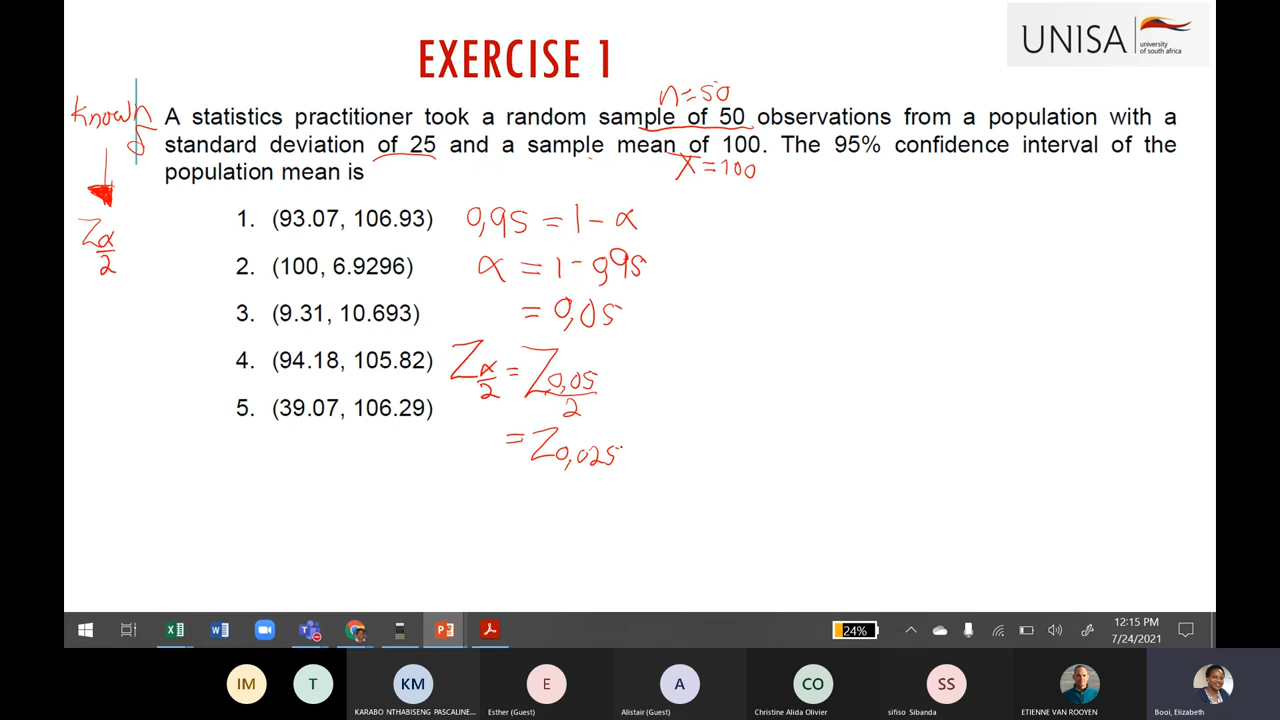 UNISA
university
of south africa
EXERCISE 1
n=50
known
σ
A statistics practitioner took a random sample of 50 observations from a population with a
standard deviation of 25 and a sample mean of 100. The 95% confidence interval of the
population mean is
X̄ = 100
Zα/2
1. (93.07, 106.93)
0,95 = 1 - α
2. (100, 6.9296)
α = 1 - 0,95
3. (9.31, 10.693)
= 0,05
4. (94.18, 105.82)
Zα/2 = Z0,05/2
5. (39.07, 106.29)
= Z0,025
24%
12:15 PM
7/24/2021
IM
T
KM
E
A
CO
SS
KARABO NTHABISENG PASCALINE...
Esther (Guest)
Alistair (Guest)
Christine Alida Olivier
sifiso Sibanda
ETIENNE VAN ROOYEN
Booi, Elizabeth